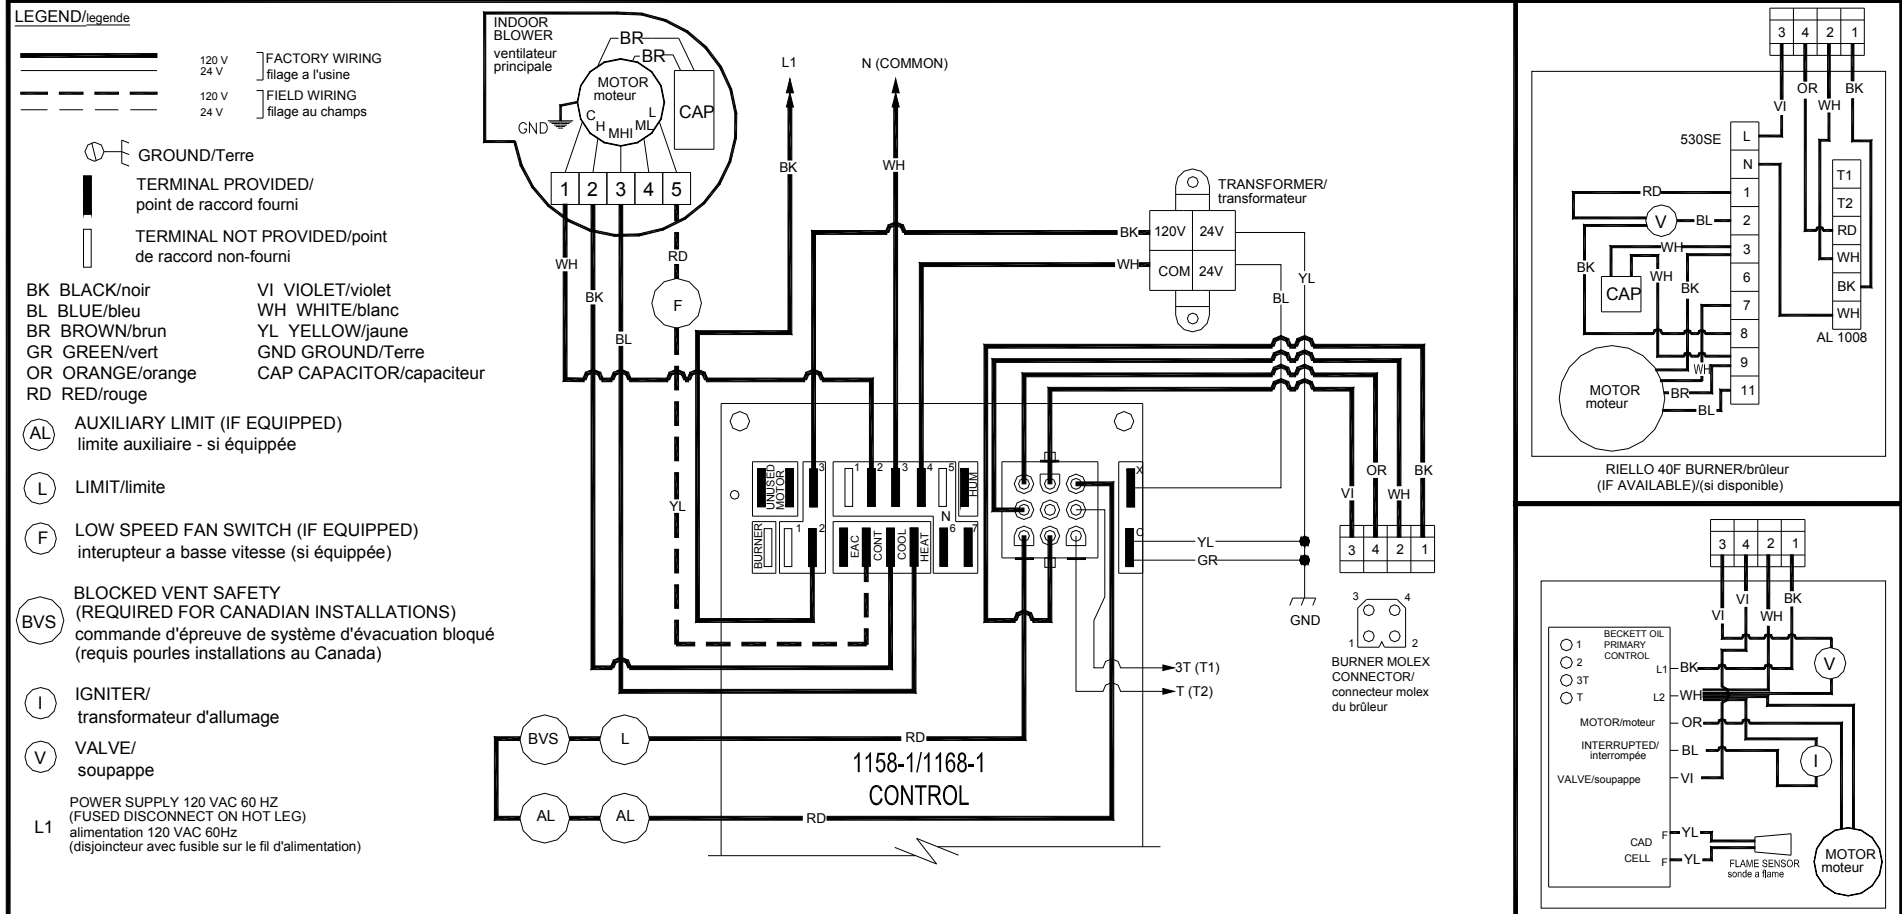 LEGEND/legende
120 V
24 V
FACTORY WIRING
filage a l'usine
120 V
24 V
FIELD WIRING
filage au champs
GROUND/Terre
TERMINAL PROVIDED/
point de raccord fourni
TERMINAL NOT PROVIDED/point
de raccord non-fourni
BK BLACK/noir
BL BLUE/bleu
BR BROWN/brun
GR GREEN/vert
OR ORANGE/orange
RD RED/rouge
VI VIOLET/violet
WH WHITE/blanc
YL YELLOW/jaune
GND GROUND/Terre
CAP CAPACITOR/capaciteur
AL
AUXILIARY LIMIT (IF EQUIPPED)
limite auxiliaire - si équippée
L
LIMIT/limite
F
LOW SPEED FAN SWITCH (IF EQUIPPED)
interupteur a basse vitesse (si équippée)
BVS
BLOCKED VENT SAFETY
(REQUIRED FOR CANADIAN INSTALLATIONS)
commande d'épreuve de système d'évacuation bloqué
(requis pourles installations au Canada)
I
IGNITER/
transformateur d'allumage
V
VALVE/
soupappe
L1
POWER SUPPLY 120 VAC 60 HZ
(FUSED DISCONNECT ON HOT LEG)
alimentation 120 VAC 60Hz
(disjoincteur avec fusible sur le fil d'alimentation)
INDOOR
BLOWER
ventilateur
principale
BR
BR
MOTOR
moteur
CAP
GND
C
H
MHI
ML
L
1 2 3 4 5
WH
BK
BL
RD
F
YL
L1
BK
N (COMMON)
WH
TRANSFORMER/
transformateur
BK
120V 24V
WH
COM 24V
YL
BL
UNUSED
MOTOR
3
1 2 3 4 5
HUM
N
BURNER
1 2
EAC
CONT
COOL
HEAT
6 7
X
C
YL
GR
GND
VI
OR
WH
BK
3 4 2 1
3 4
1 2
BURNER MOLEX
CONNECTOR/
connecteur molex
du brûleur
3T (T1)
T (T2)
BVS
L
RD
AL
AL
RD
1158-1/1168-1
CONTROL
3 4 2 1
VI
OR
WH
BK
530SE
L
N
1
2
3
6
7
8
9
11
T1
T2
RD
WH
BK
WH
AL 1008
RD
V
BL
BK
WH
WH
CAP
BK
WH
BR
BL
MOTOR
moteur
RIELLO 40F BURNER/brûleur
(IF AVAILABLE)/(si disponible)
3 4 2 1
VI
VI
WH
BK
BECKETT OIL
PRIMARY
CONTROL
1
2
3T
T
L1
BK
L2
WH
V
MOTOR/moteur
OR
INTERRUPTED/
interrompée
BL
I
VALVE/soupappe
VI
CAD
CELL
F
YL
F
YL
FLAME SENSOR
sonde a flame
MOTOR
moteur